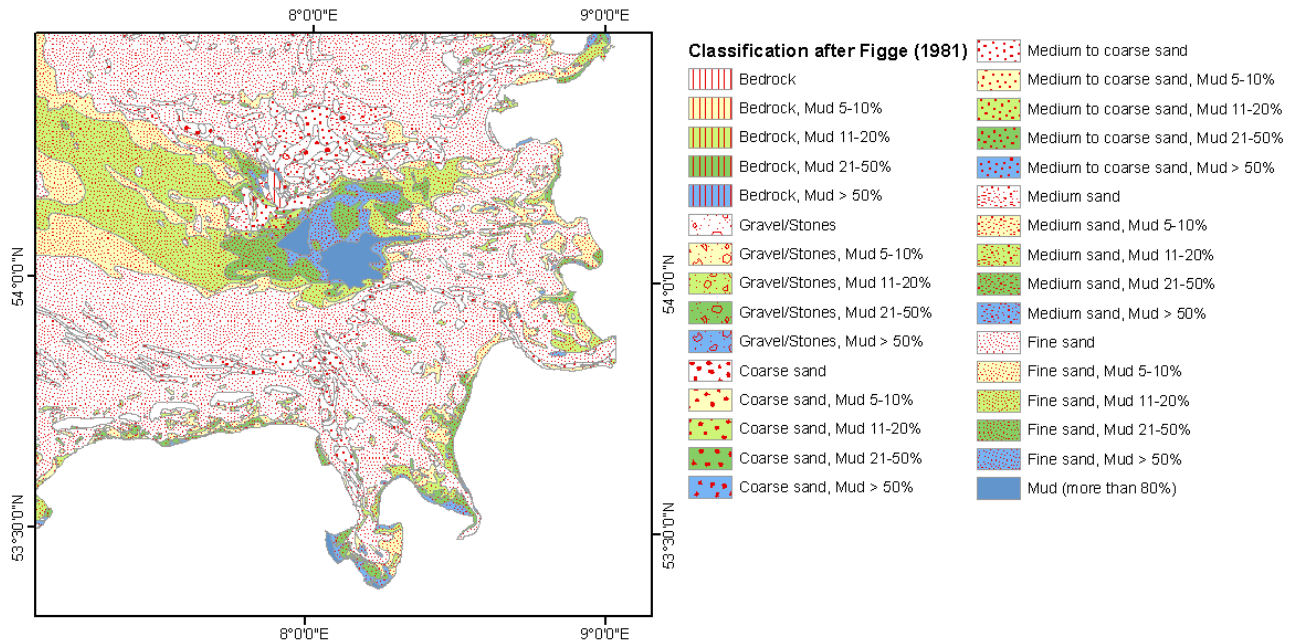 8°0'0"E
9°0'0"E
54°0'0"N
54°0'0"N
53°30'0"N
53°30'0"N
8°0'0"E
9°0'0"E
Classification after Figge (1981)
Bedrock
Bedrock, Mud 5-10%
Bedrock, Mud 11-20%
Bedrock, Mud 21-50%
Bedrock, Mud > 50%
Gravel/Stones
Gravel/Stones, Mud 5-10%
Gravel/Stones, Mud 11-20%
Gravel/Stones, Mud 21-50%
Gravel/Stones, Mud > 50%
Coarse sand
Coarse sand, Mud 5-10%
Coarse sand, Mud 11-20%
Coarse sand, Mud 21-50%
Coarse sand, Mud > 50%
Medium to coarse sand
Medium to coarse sand, Mud 5-10%
Medium to coarse sand, Mud 11-20%
Medium to coarse sand, Mud 21-50%
Medium to coarse sand, Mud > 50%
Medium sand
Medium sand, Mud 5-10%
Medium sand, Mud 11-20%
Medium sand, Mud 21-50%
Medium sand, Mud > 50%
Fine sand
Fine sand, Mud 5-10%
Fine sand, Mud 11-20%
Fine sand, Mud 21-50%
Fine sand, Mud > 50%
Mud (more than 80%)